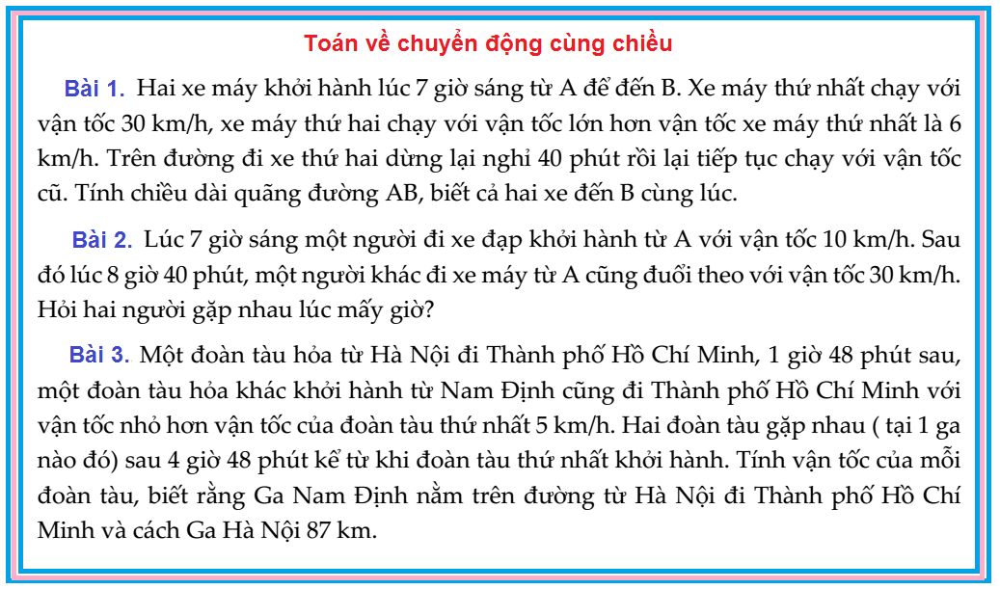 Toán về chuyển động cùng chiều
Bài 1. Hai xe máy khởi hành lúc 7 giờ sáng từ A để đến B. Xe máy thứ nhất chạy với
vận tốc 30 km/h, xe máy thứ hai chạy với vận tốc lớn hơn vận tốc xe máy thứ nhất là 6
km/h. Trên đường đi xe thứ hai dừng lại nghỉ 40 phút rồi lại tiếp tục chạy với vận tốc
cũ. Tính chiều dài quãng đường AB, biết cả hai xe đến B cùng lúc.
Bài 2. Lúc 7 giờ sáng một người đi xe đạp khởi hành từ A với vận tốc 10 km/h. Sau
đó lúc 8 giờ 40 phút, một người khác đi xe máy từ A cũng đuổi theo với vận tốc 30 km/h.
Hỏi hai người gặp nhau lúc mấy giờ?
Bài 3. Một đoàn tàu hỏa từ Hà Nội đi Thành phố Hồ Chí Minh, 1 giờ 48 phút sau,
một đoàn tàu hỏa khác khởi hành từ Nam Định cũng đi Thành phố Hồ Chí Minh với
vận tốc nhỏ hơn vận tốc của đoàn tàu thứ nhất 5 km/h. Hai đoàn tàu gặp nhau ( tại 1 ga
nào đó) sau 4 giờ 48 phút kể từ khi đoàn tàu thứ nhất khởi hành. Tính vận tốc của mỗi
đoàn tàu, biết rằng Ga Nam Định nằm trên đường từ Hà Nội đi Thành phố Hồ Chí
Minh và cách Ga Hà Nội 87 km.